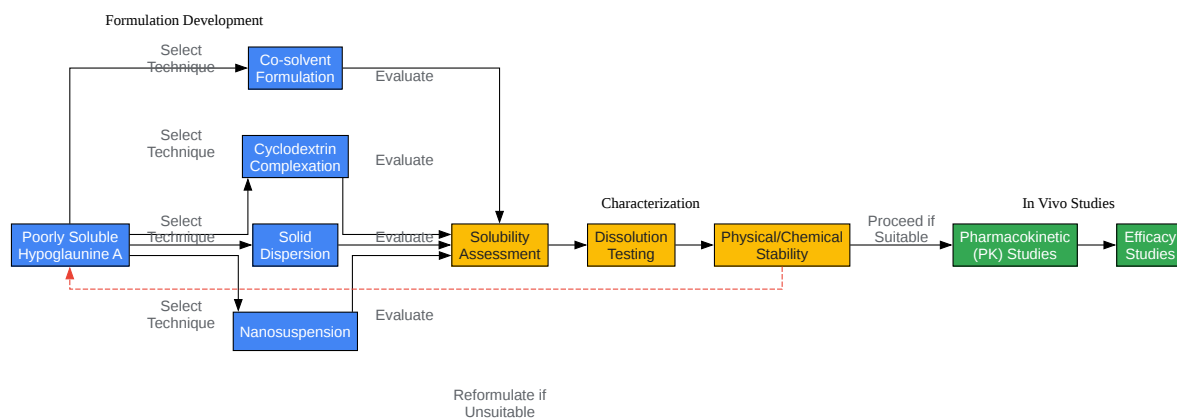 Formulation Development
Select
Technique
Co-solvent
Formulation
Evaluate
Select
Technique
Cyclodextrin
Complexation
Evaluate
Poorly Soluble
Hypoglaunine A
Select
Technique
Solid
Dispersion
Evaluate
Select
Technique
Nanosuspension
Evaluate
Solubility
Assessment
Characterization
Dissolution
Testing
Physical/Chemical
Stability
Proceed if
Suitable
In Vivo Studies
Pharmacokinetic
(PK) Studies
Efficacy
Studies
Reformulate if
Unsuitable